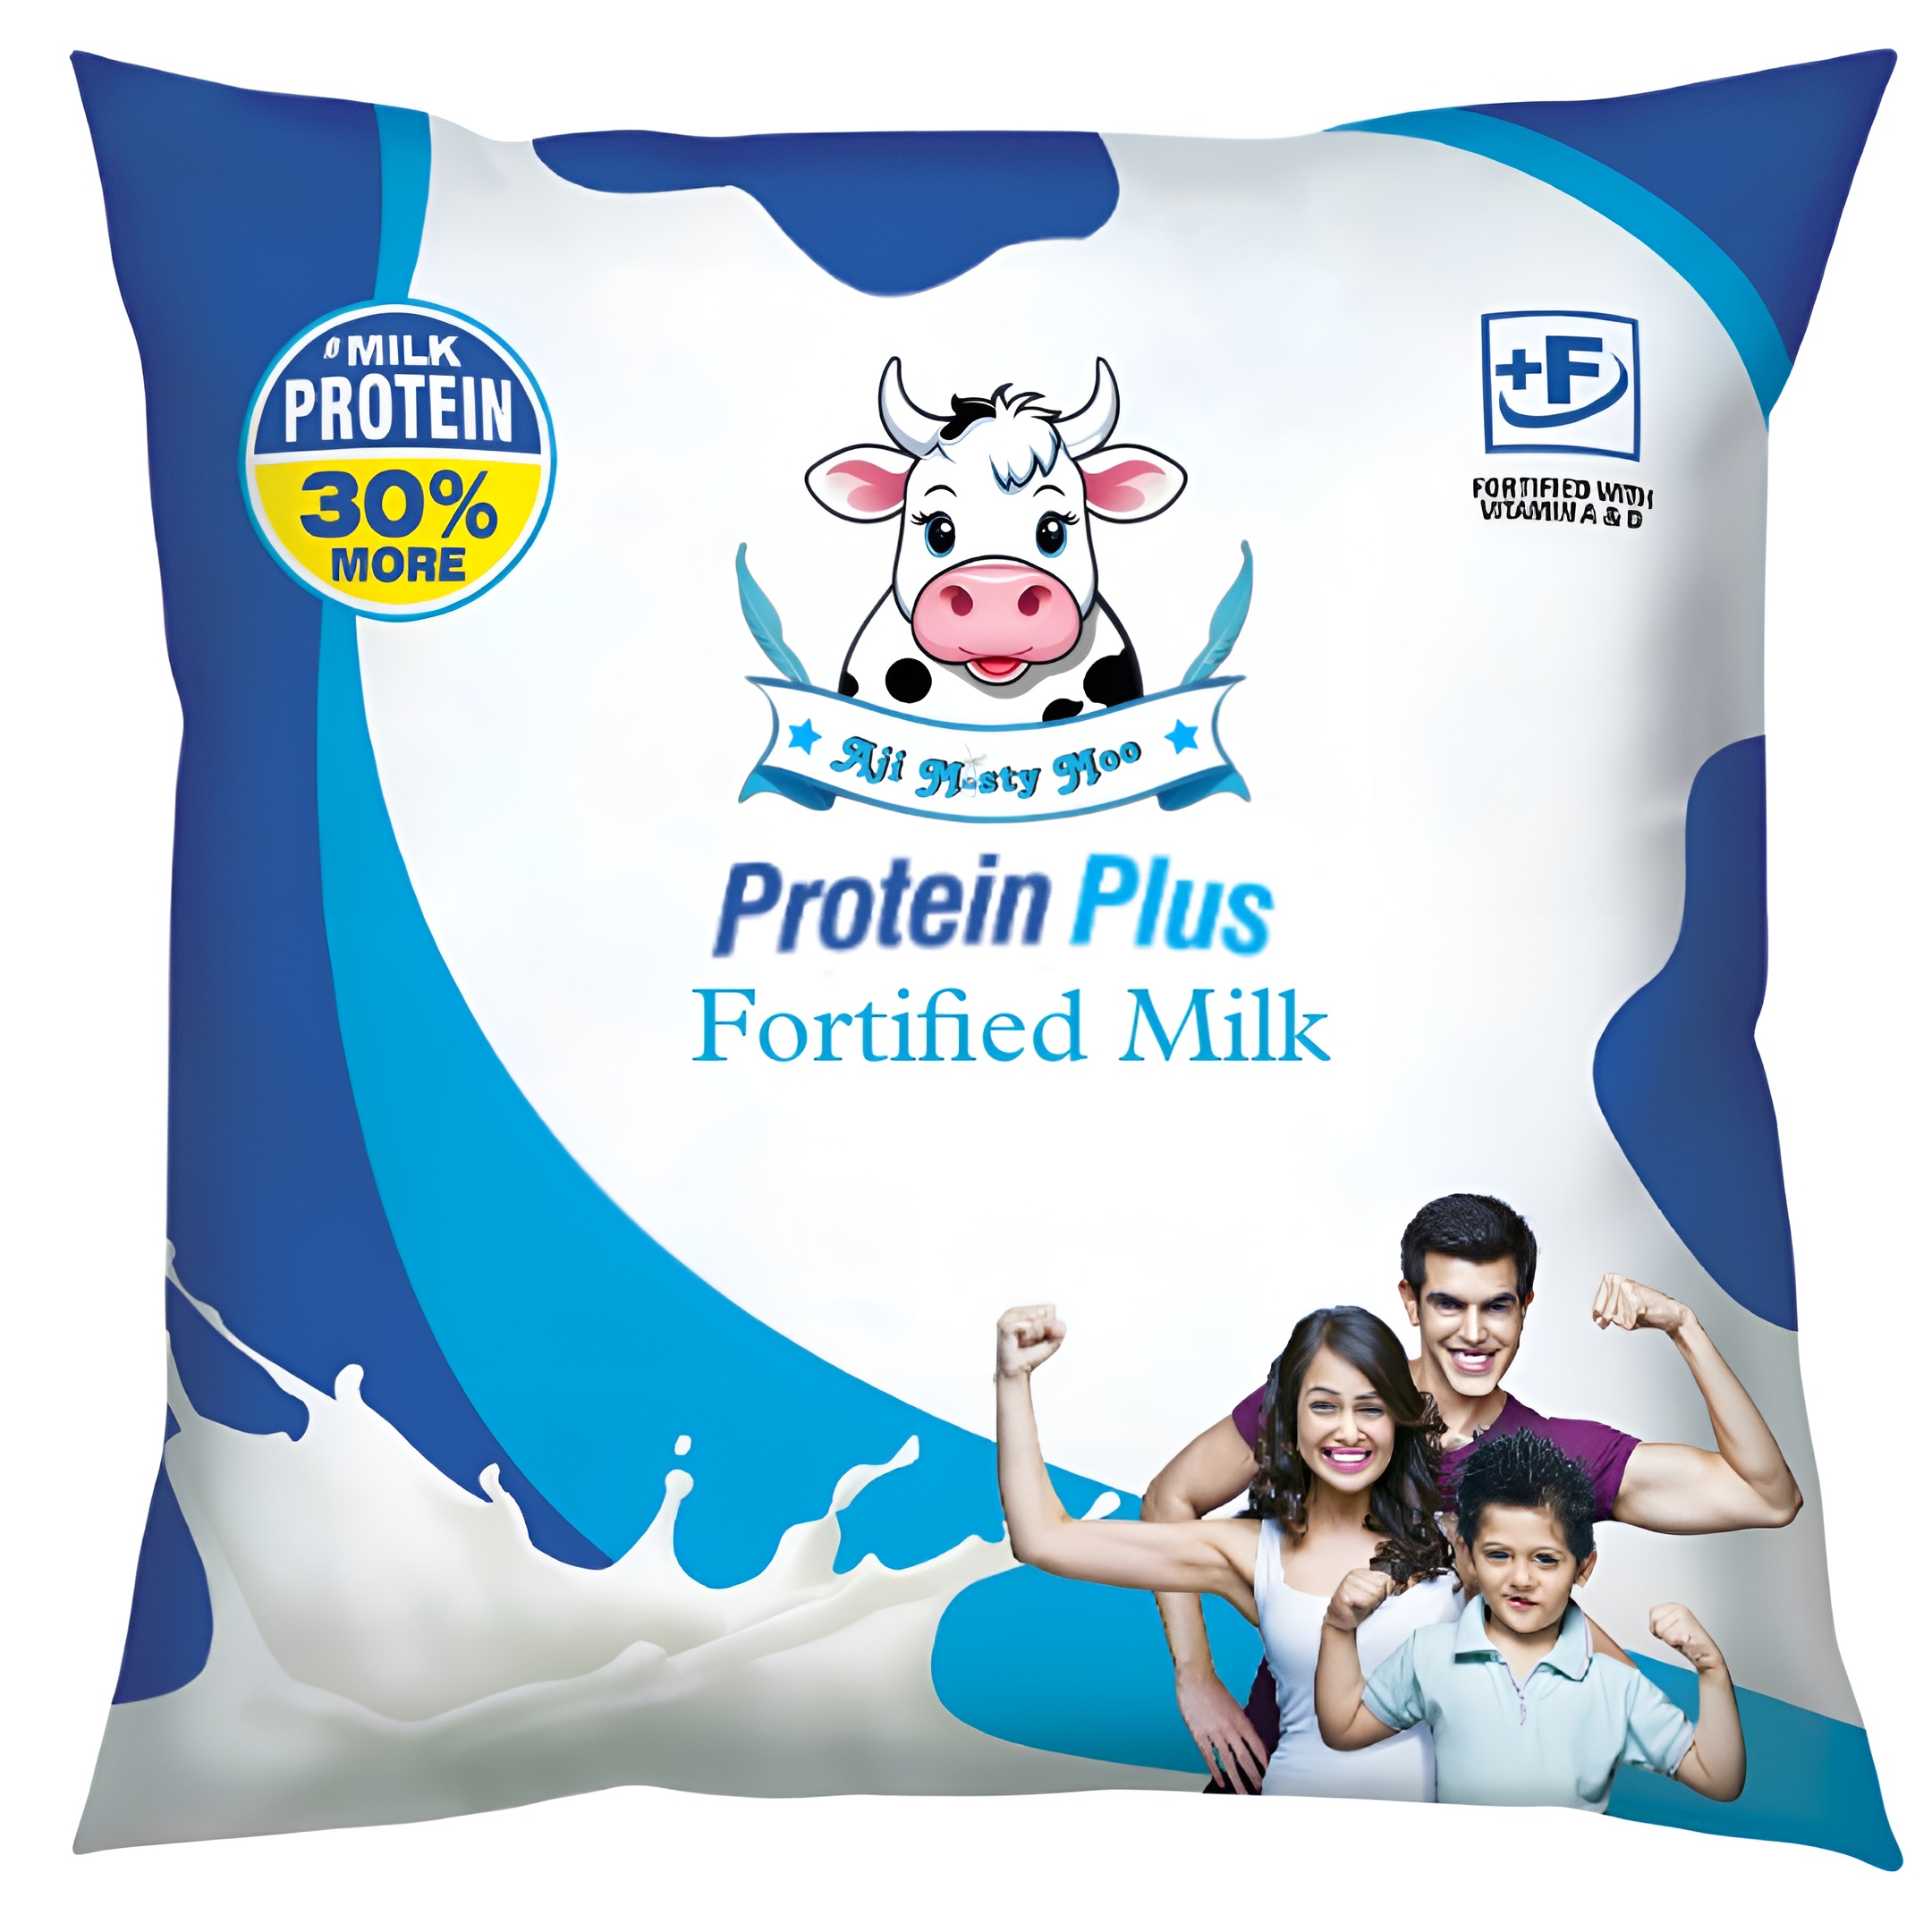 MILK
PROTEIN
30%
MORE
+F
FORTIFIED WITH
VITAMIN A & D
Aji Misty Moo
Protein Plus
Fortified Milk